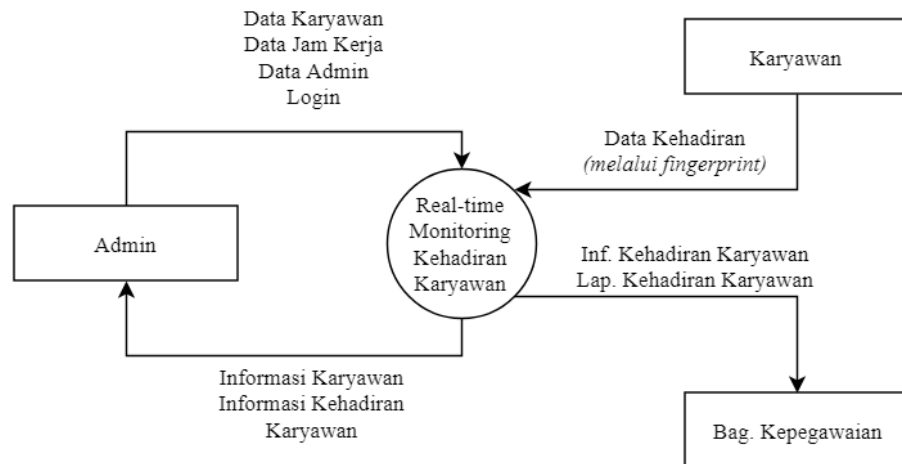 Data Karyawan
Data Jam Kerja
Data Admin
Login
Karyawan
Data Kehadiran
(melalui fingerprint)
Admin
Real-time
Monitoring
Kehadiran
Karyawan
Inf. Kehadiran Karyawan
Lap. Kehadiran Karyawan
Informasi Karyawan
Informasi Kehadiran
Karyawan
Bag. Kepegawaian